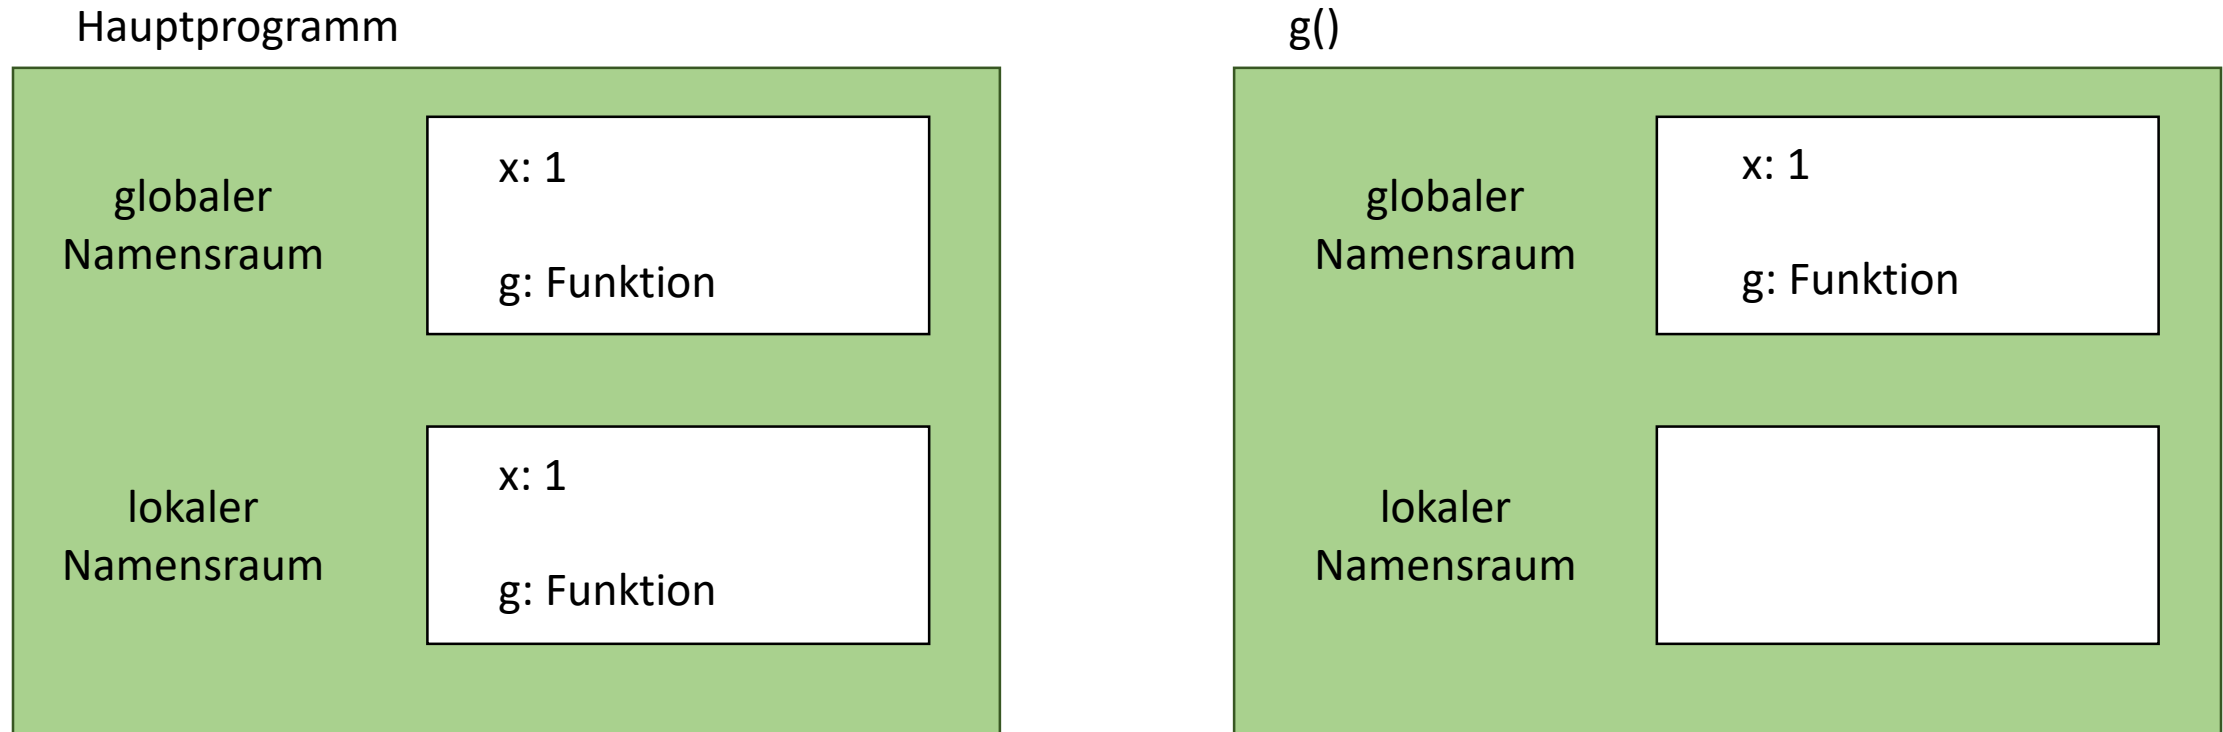 Hauptprogramm
globaler
Namensraum
x: 1
g: Funktion
lokaler
Namensraum
x: 1
g: Funktion
g()
globaler
Namensraum
x: 1
g: Funktion
lokaler
Namensraum